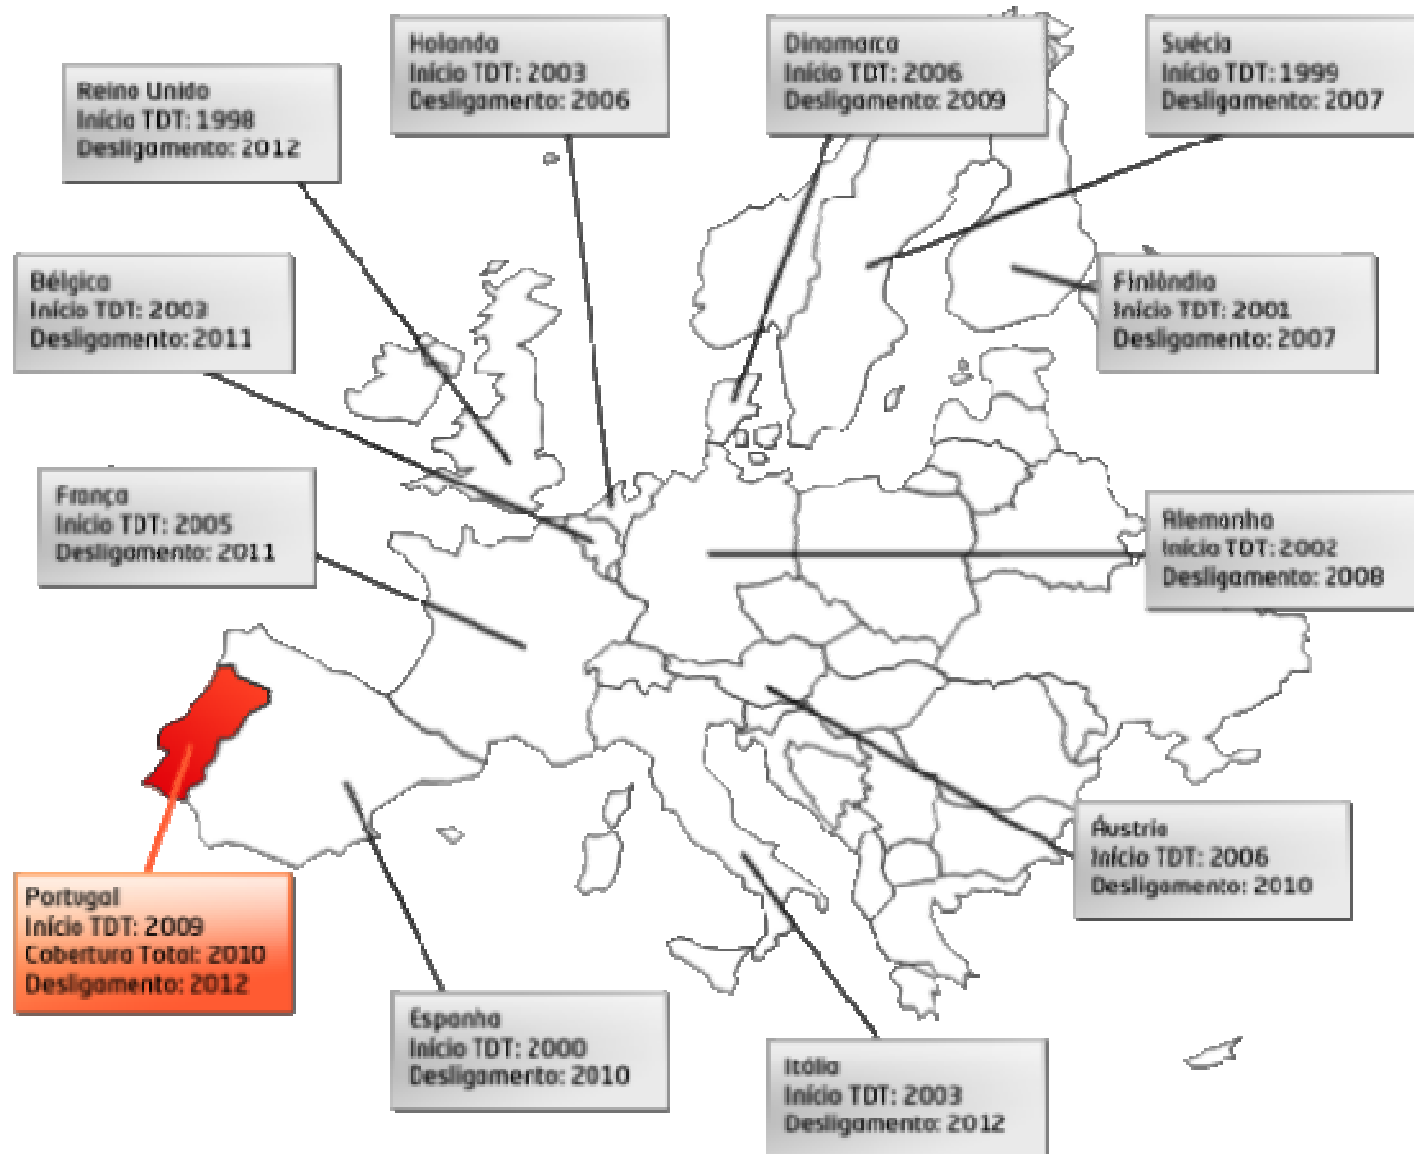 Holanda
Início TDT: 2003
Desligamento: 2006
Dinamarca
Início TDT: 2006
Desligamento: 2009
Suécia
Início TDT: 1999
Desligamento: 2007
Reino Unido
Início TDT: 1998
Desligamento: 2012
Bélgica
Início TDT: 2003
Desligamento: 2011
Finlândia
Início TDT: 2001
Desligamento: 2007
França
Início TDT: 2005
Desligamento: 2011
Alemanha
Início TDT: 2002
Desligamento: 2008
Áustria
Início TDT: 2006
Desligamento: 2010
Portugal
Início TDT: 2009
Cobertura Total: 2010
Desligamento: 2012
Espanha
Início TDT: 2000
Desligamento: 2010
Itália
Início TDT: 2003
Desligamento: 2012